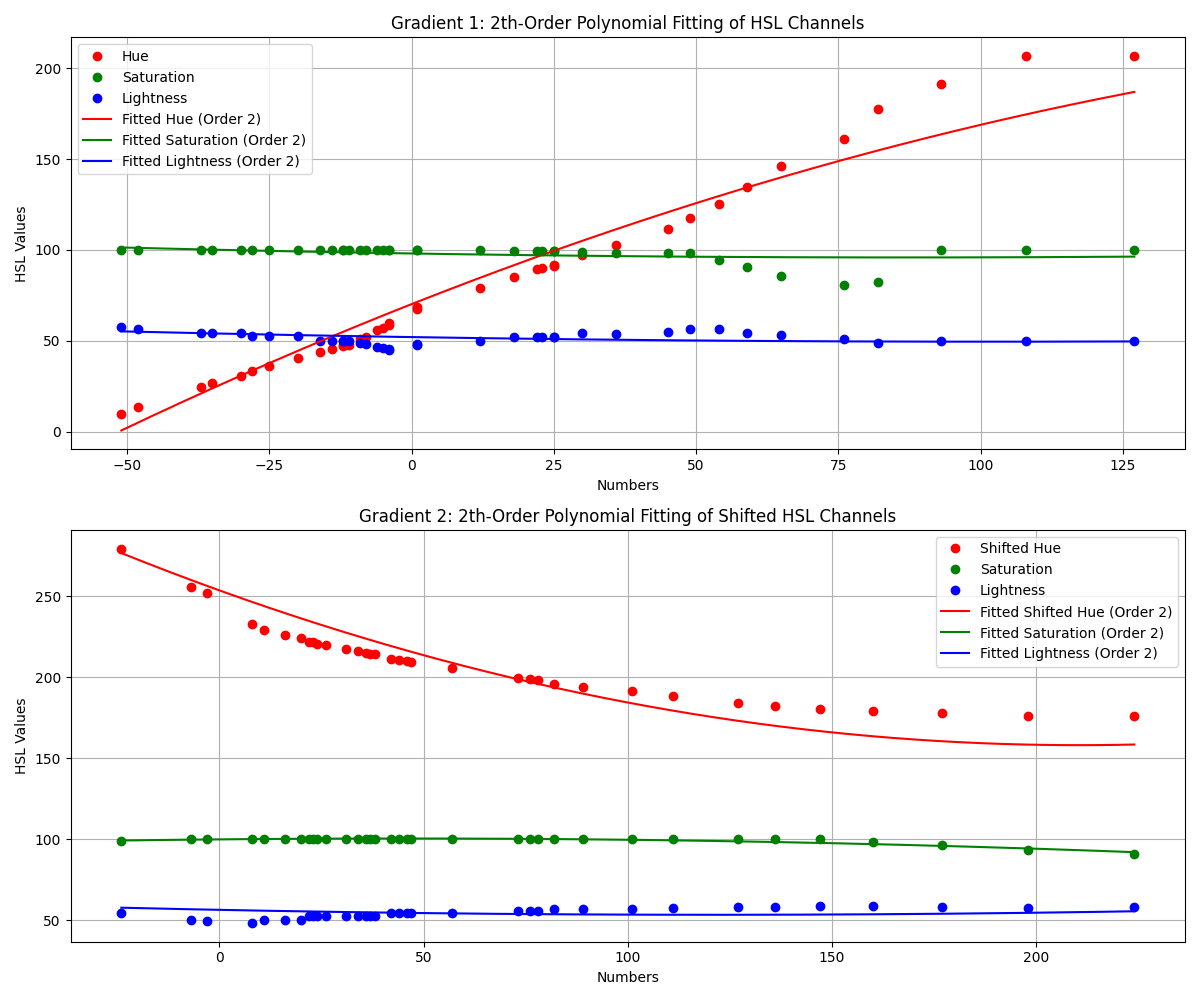 Gradient 1: 2th-Order Polynomial Fitting of HSL Channels
HSL Values
200
150
100
50
0
Hue
Saturation
Lightness
Fitted Hue (Order 2)
Fitted Saturation (Order 2)
Fitted Lightness (Order 2)
−50
−25
0
25
50
75
100
125
Numbers
Gradient 2: 2th-Order Polynomial Fitting of Shifted HSL Channels
HSL Values
250
200
150
100
50
Shifted Hue
Saturation
Lightness
Fitted Shifted Hue (Order 2)
Fitted Saturation (Order 2)
Fitted Lightness (Order 2)
0
50
100
150
200
Numbers